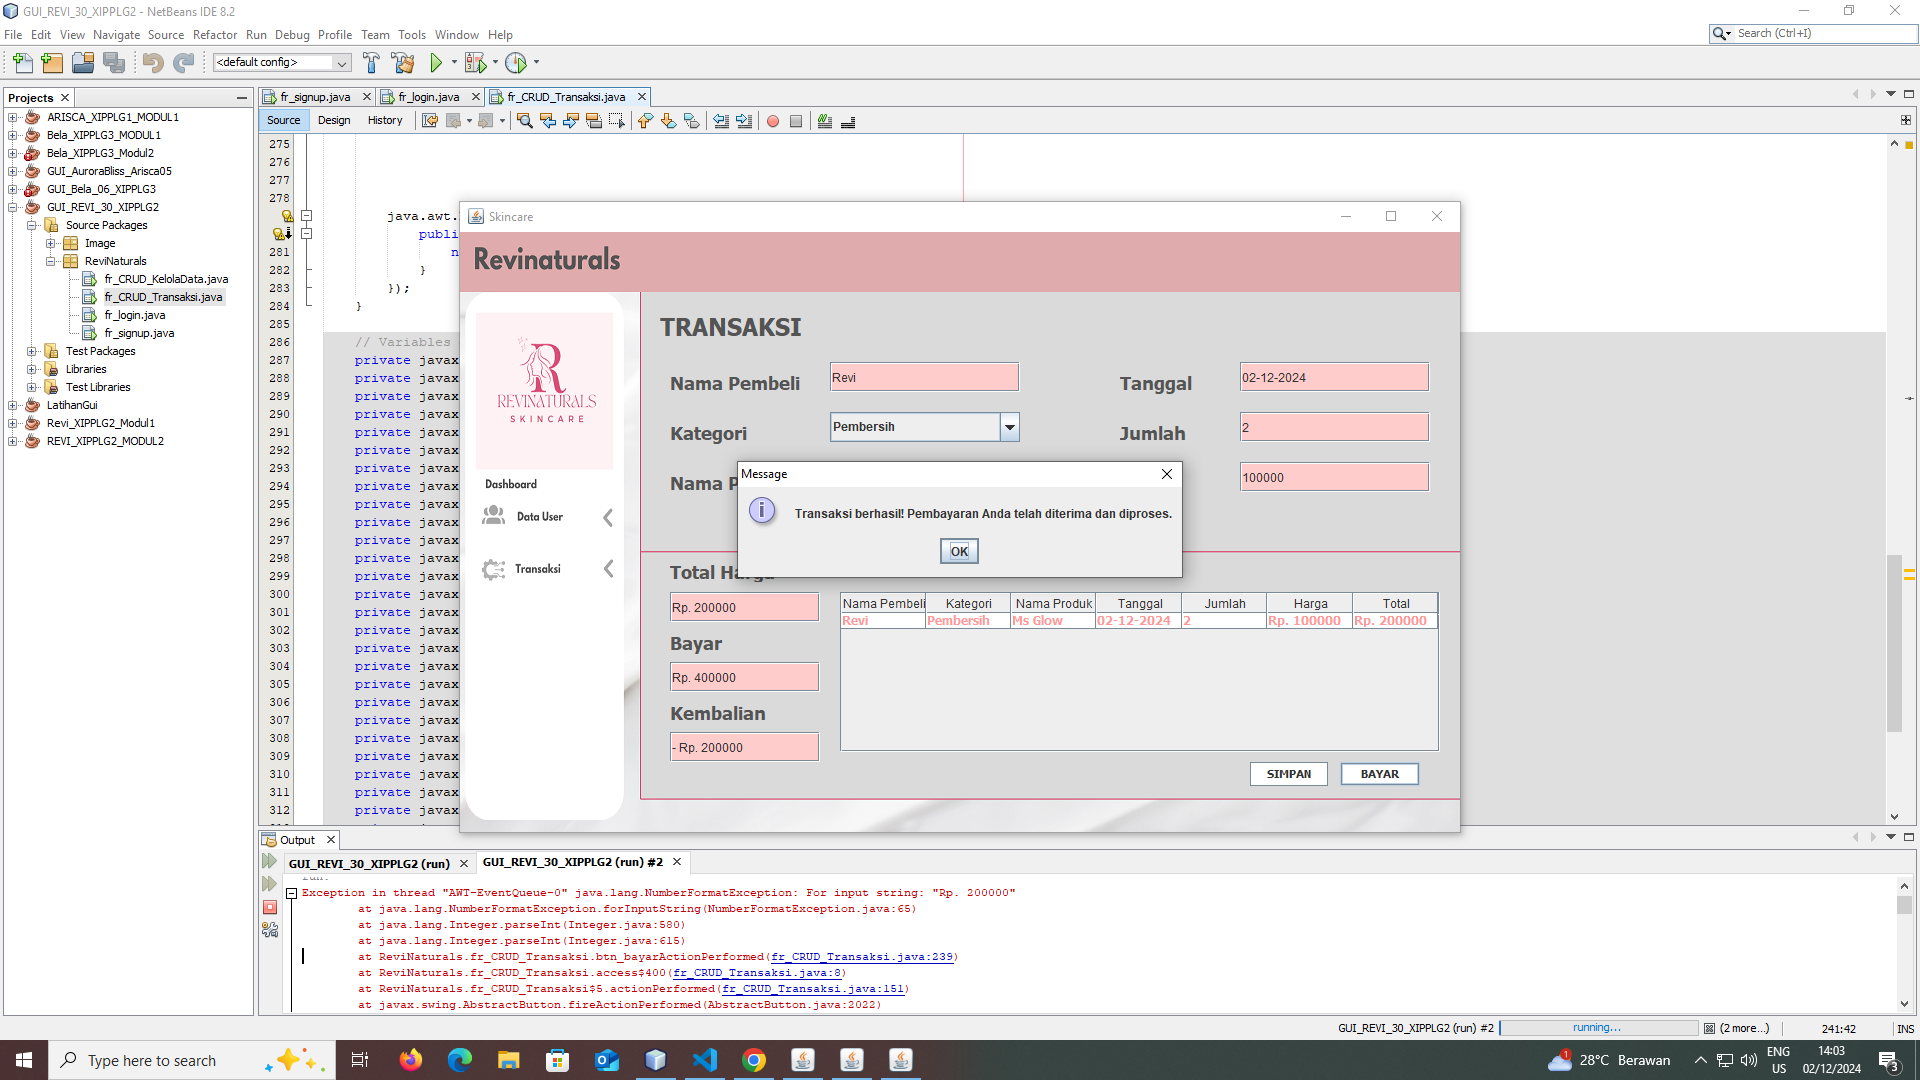 GUI_REVI_30_XIPPLG2 - NetBeans IDE 8.2
File Edit View Navigate Source Refactor Run Debug Profile Team Tools Window Help
Search (Ctrl+I)
<default config>
Projects
fr_signup.java fr_login.java fr_CRUD_Transaksi.java
Source Design History
ARISCA_XIPPLG1_MODUL1
Bela_XIPPLG3_MODUL1
Bela_XIPPLG3_Modul2
GUI_AuroraBliss_Arisca05
GUI_Bela_06_XIPPLG3
GUI_REVI_30_XIPPLG2
Source Packages
Image
ReviNaturals
fr_CRUD_KelolaData.java
fr_CRUD_Transaksi.java
fr_login.java
fr_signup.java
Test Packages
Libraries
Test Libraries
LatihanGui
Revi_XIPPLG2_Modul1
REVI_XIPPLG2_MODUL2
275
276
277
278
java.awt.
publi
281 n
282 }
283 });
284 }
285
286 // Variables
287 private javax
288 private javax
289 private javax
290 private javax
291 private javax
292 private javax
293 private javax
294 private javax
295 private javax
296 private javax
297 private javax
298 private javax
299 private javax
300 private javax
301 private javax
302 private javax
303 private javax
304 private javax
305 private javax
306 private javax
307 private javax
308 private javax
309 private javax
310 private javax
311 private javax
312 private javax
Skincare
Revinaturals
R
REVINATURALS
SKINCARE
Dashboard
Data User
Transaksi
TRANSAKSI
Nama Pembeli Revi Tanggal 02-12-2024
Kategori Pembersih Jumlah 2
Nama P 100000
Message
Transaksi berhasil! Pembayaran Anda telah diterima dan diproses.
OK
Total Harga
Rp. 200000
Bayar
Rp. 400000
Kembalian
- Rp. 200000
Nama Pembeli Kategori Nama Produk Tanggal Jumlah Harga Total
Revi Pembersih Ms Glow 02-12-2024 2 Rp. 100000 Rp. 200000
SIMPAN BAYAR
Output
GUI_REVI_30_XIPPLG2 (run) GUI_REVI_30_XIPPLG2 (run) #2
run:
Exception in thread "AWT-EventQueue-0" java.lang.NumberFormatException: For input string: "Rp. 200000"
at java.lang.NumberFormatException.forInputString(NumberFormatException.java:65)
at java.lang.Integer.parseInt(Integer.java:580)
at java.lang.Integer.parseInt(Integer.java:615)
at ReviNaturals.fr_CRUD_Transaksi.btn_bayarActionPerformed(fr_CRUD_Transaksi.java:239)
at ReviNaturals.fr_CRUD_Transaksi.access$400(fr_CRUD_Transaksi.java:8)
at ReviNaturals.fr_CRUD_Transaksi$5.actionPerformed(fr_CRUD_Transaksi.java:151)
at javax.swing.AbstractButton.fireActionPerformed(AbstractButton.java:2022)
GUI_REVI_30_XIPPLG2 (run) #2 running... (2 more...) 241:42 INS
Type here to search
1 28°C Berawan
ENG
US
14:03
02/12/2024
3